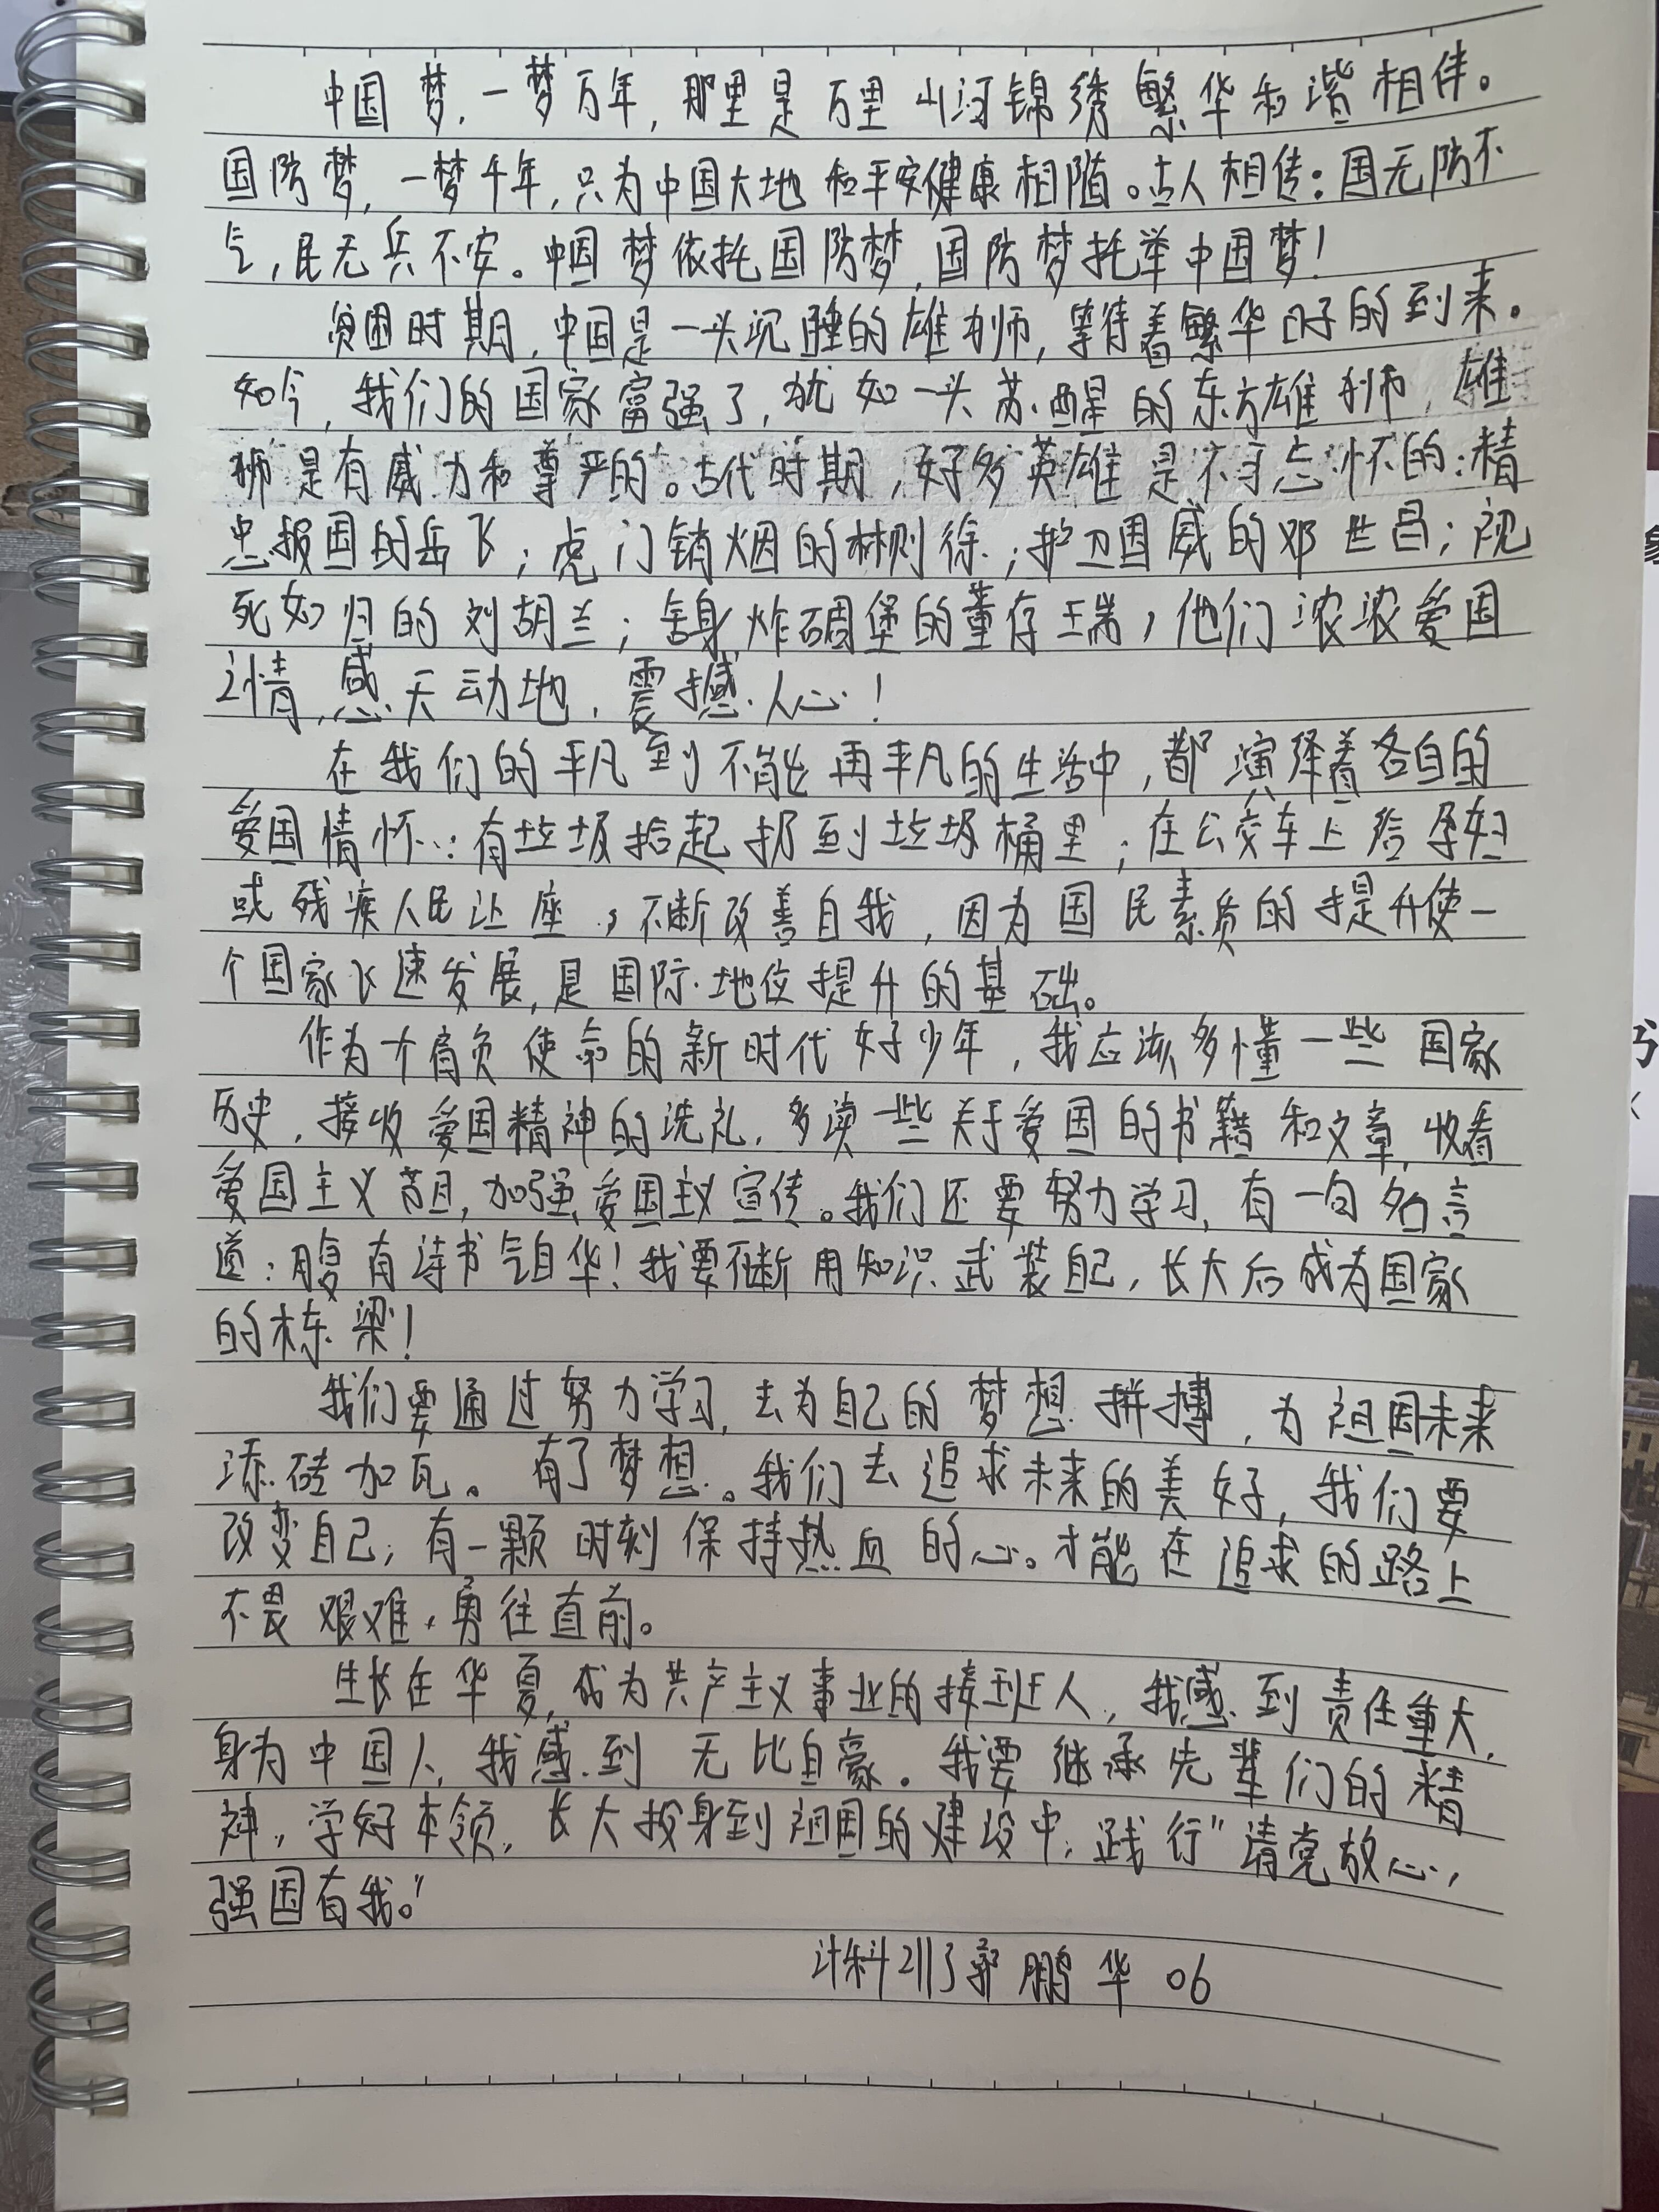 中国梦，一梦万年，那里是万里山河锦绣繁华和谐相伴。
国防梦，一梦千年，只为中国大地和平安健康相随。古人相传：国无防不
立，民无兵不安。中国梦依托国防梦，国防梦托举中国梦！
贫困时期，中国是一头沉睡的雄狮，等待着繁华的到来。
如今，我们的国家富强了，犹如一头苏醒的东方雄狮，雄
狮是有威力和尊严的。古代时期，好多英雄是不可忘怀的：精
忠报国的岳飞；虎门销烟的林则徐；护卫国威的邓世昌；视
死如归的刘胡兰；舍身炸碉堡的董存瑞，他们浓浓爱国
之情，感天动地，震撼人心！
在我们的平凡到不能再平凡的生活中，都演绎着各自的
爱国情怀：有垃圾拾起扔到垃圾桶里；在公交车上给孕妇
或残疾人民让座，不断改善自我，因为国民素质的提升使一
个国家飞速发展，是国际地位提升的基础。
作为肩负使命的新时代好少年，我应该多懂一些国家
历史，接收爱国精神的洗礼，多读一些关于爱国的书籍和文章，收看
爱国主义节目，加强爱国主义宣传。我们还要努力学习，有一句名言
道：腹有诗书气自华！我要不断用知识武装自己，长大后成为国家
的栋梁！
我们要通过努力学习，去为自己的梦想拼搏，为祖国未来
添砖加瓦。有了梦想。我们去追求未来的美好，我们要
改变自己，有一颗时刻保持热血的心。才能在追求的路上
不畏艰难，勇往直前。
生长在华夏，成为共产主义事业的接班人，我感到责任重大，
身为中国人，我感到无比自豪。我要继承先辈们的精
神，学好本领，长大投身到祖国的建设中，践行"请党放心，
强国有我。"
计科2113郭鹏华 06